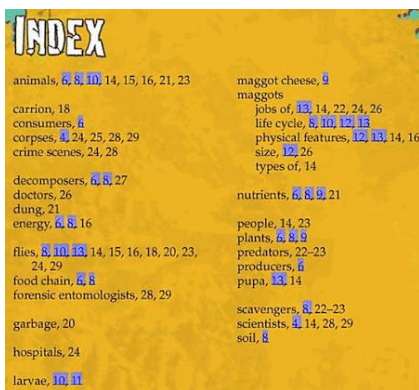 INDEX
animals, 6, 8, 10, 14, 15, 16, 21, 23
carrion, 18
consumers, 6
corpses, 4, 24, 25, 28, 29
crime scenes, 24, 28
decomposers, 6, 8, 27
doctors, 26
dung, 21
energy, 6, 8, 16
flies, 8, 10, 13, 14, 15, 16, 18, 20, 23,
24, 29
food chain, 6, 8
forensic entomologists, 28, 29
garbage, 20
hospitals, 24
larvae, 10, 11
maggot cheese, 9
maggots
jobs of, 13, 14, 22, 24, 26
life cycle, 8, 10, 12, 13
physical features, 12, 13, 14, 16
size, 12, 26
types of, 14
nutrients, 6, 8, 9, 21
people, 14, 23
plants, 6, 8, 9
predators, 22–23
producers, 6
pupa, 13, 14
scavengers, 8, 22–23
scientists, 4, 14, 28, 29
soil, 8